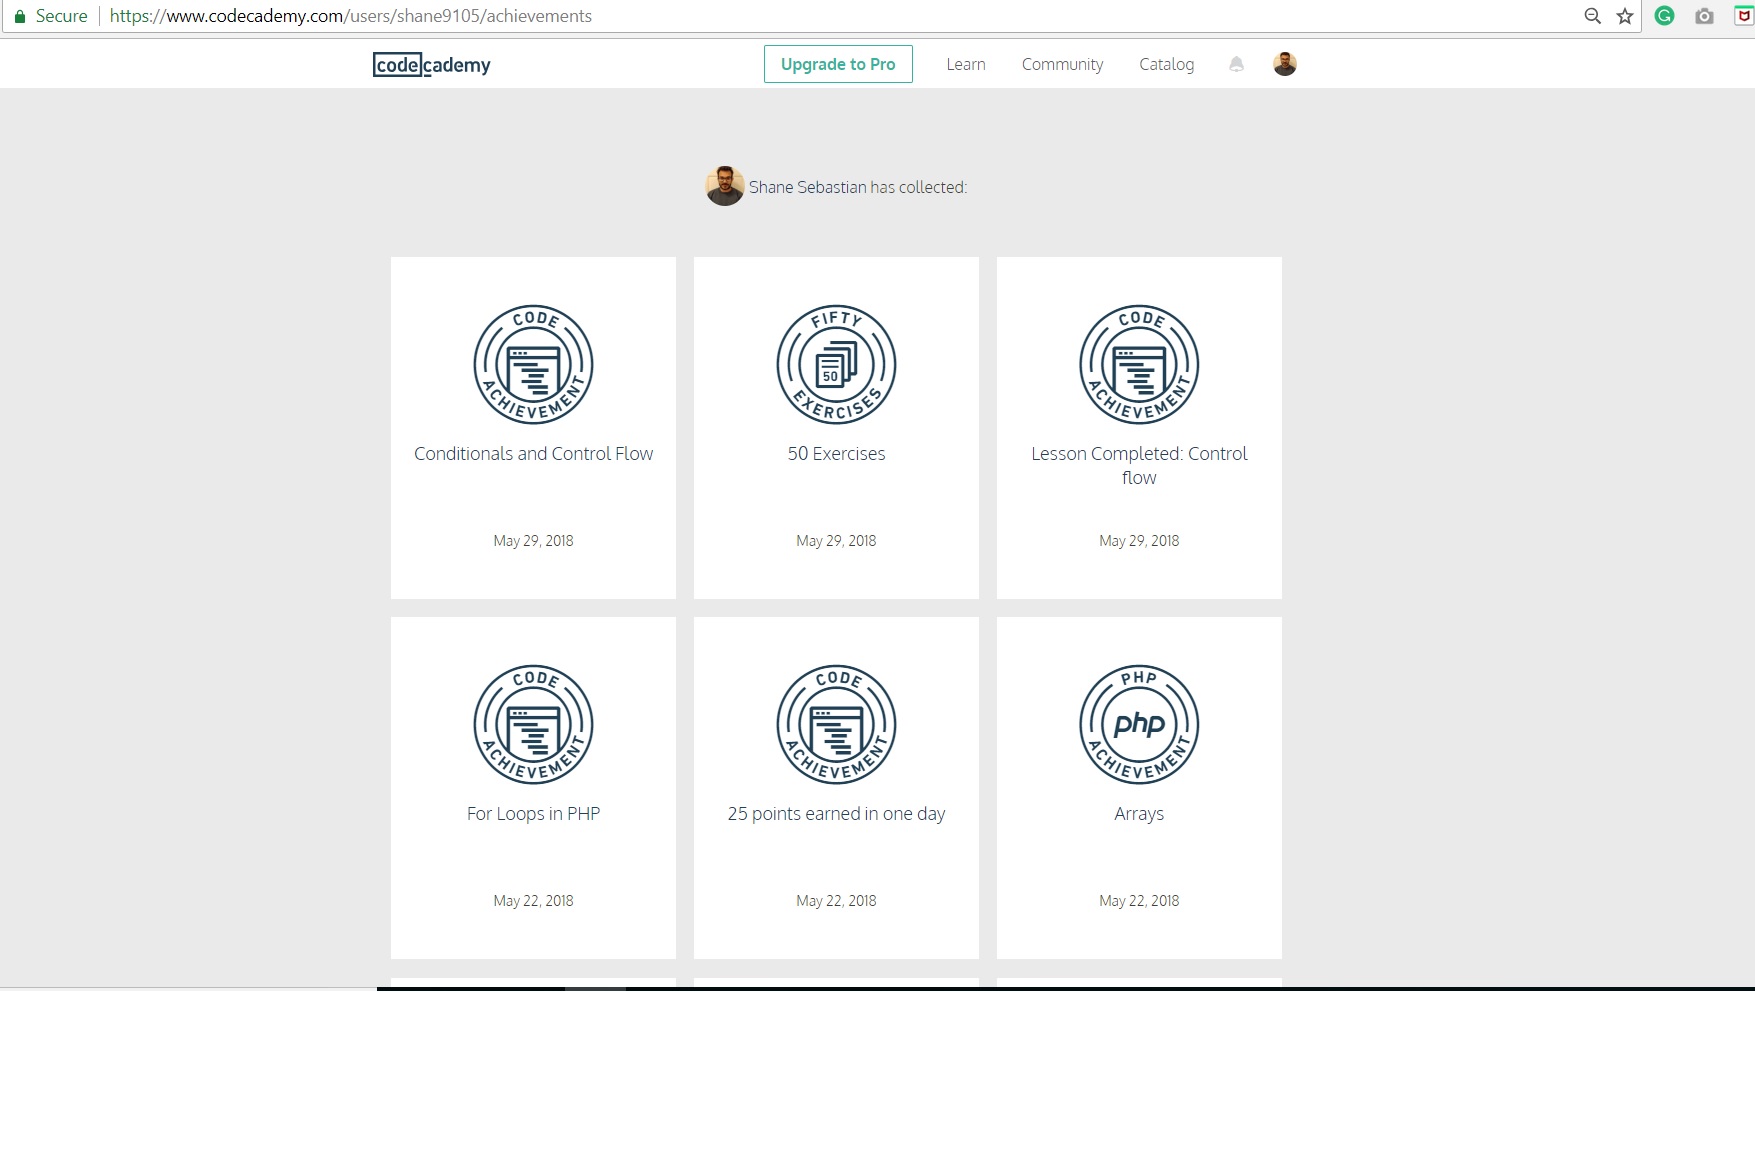 Secure https://www.codecademy.com/users/shane9105/achievements
codecademy Upgrade to Pro Learn Community Catalog
Shane Sebastian has collected:
CODE ACHIEVEMENT
Conditionals and Control Flow
May 29, 2018
FIFTY EXERCISES
50
50 Exercises
May 29, 2018
CODE ACHIEVEMENT
Lesson Completed: Control
flow
May 29, 2018
CODE ACHIEVEMENT
For Loops in PHP
May 22, 2018
CODE ACHIEVEMENT
25 points earned in one day
May 22, 2018
PHP ACHIEVEMENT
php
Arrays
May 22, 2018